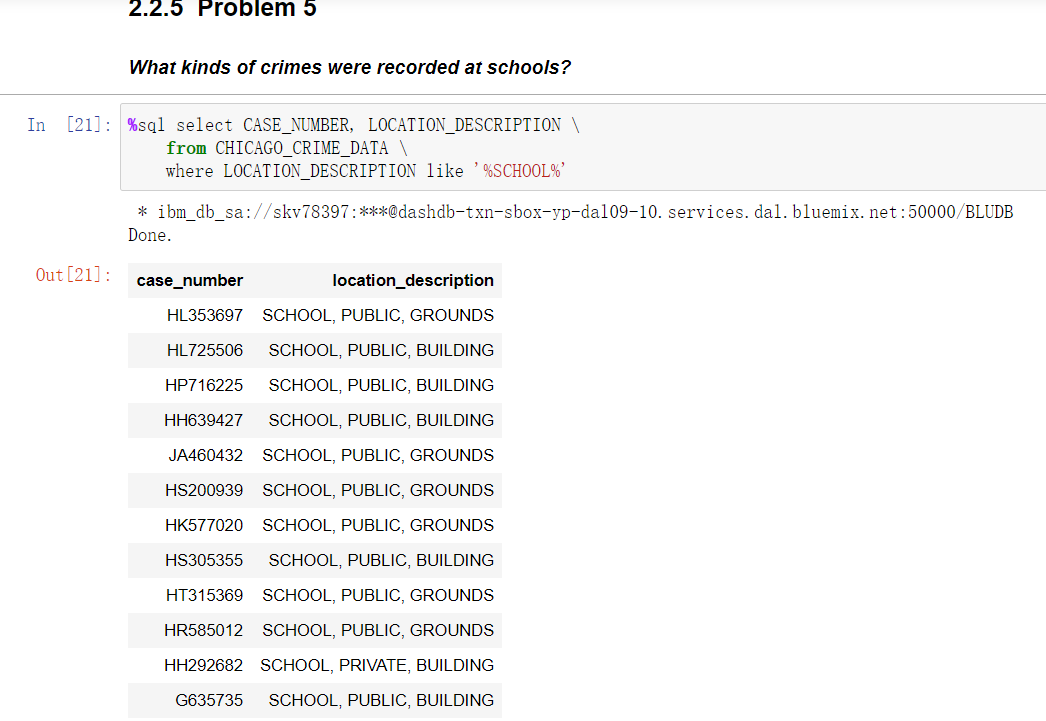 2.2.5 Problem 5
What kinds of crimes were recorded at schools?
In [21]: %sql select CASE_NUMBER, LOCATION_DESCRIPTION \
from CHICAGO_CRIME_DATA \
where LOCATION_DESCRIPTION like '%SCHOOL%'
* ibm_db_sa://skv78397:***@dashdb-txn-sbox-yp-dal09-10.services.dal.bluemix.net:50000/BLUDB
Done.
Out[21]: case_number location_description
HL353697 SCHOOL, PUBLIC, GROUNDS
HL725506 SCHOOL, PUBLIC, BUILDING
HP716225 SCHOOL, PUBLIC, BUILDING
HH639427 SCHOOL, PUBLIC, BUILDING
JA460432 SCHOOL, PUBLIC, GROUNDS
HS200939 SCHOOL, PUBLIC, GROUNDS
HK577020 SCHOOL, PUBLIC, GROUNDS
HS305355 SCHOOL, PUBLIC, BUILDING
HT315369 SCHOOL, PUBLIC, GROUNDS
HR585012 SCHOOL, PUBLIC, GROUNDS
HH292682 SCHOOL, PRIVATE, BUILDING
G635735 SCHOOL, PUBLIC, BUILDING